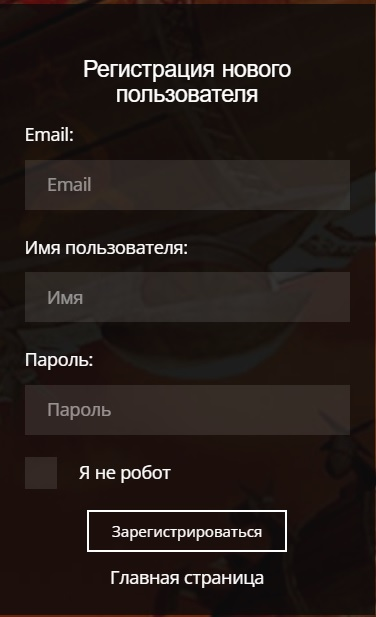 Регистрация нового
пользователя
Email:
Email
Имя пользователя:
Имя
Пароль:
Пароль
Я не робот
Зарегистрироваться
Главная страница